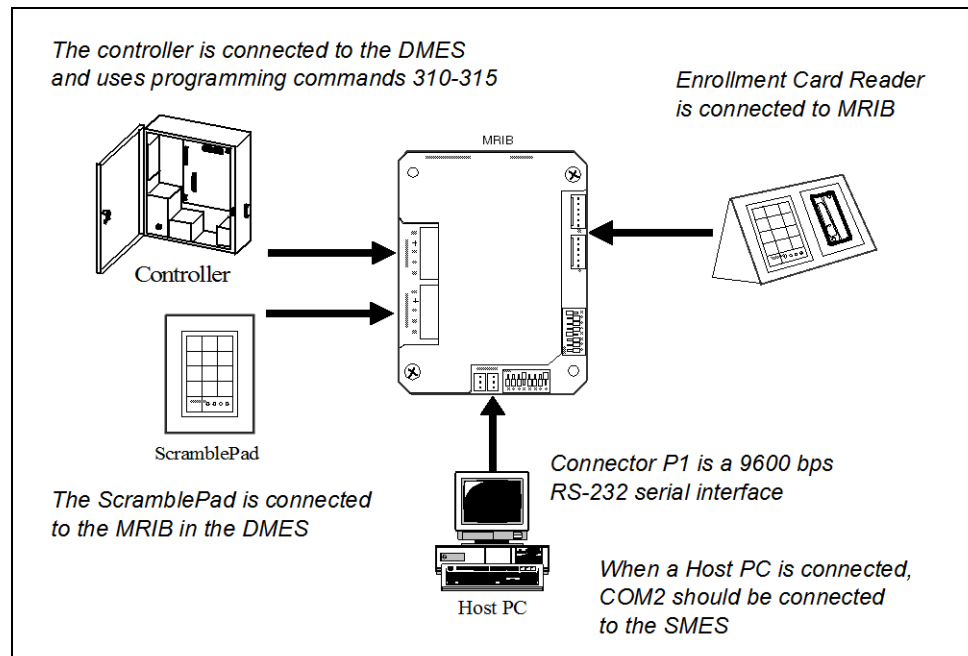 The controller is connected to the DMES
and uses programming commands 310-315
Enrollment Card Reader
is connected to MRIB
MRIB
Controller
ScramblePad
The ScramblePad is connected
to the MRIB in the DMES
Connector P1 is a 9600 bps
RS-232 serial interface
Host PC
When a Host PC is connected,
COM2 should be connected
to the SMES